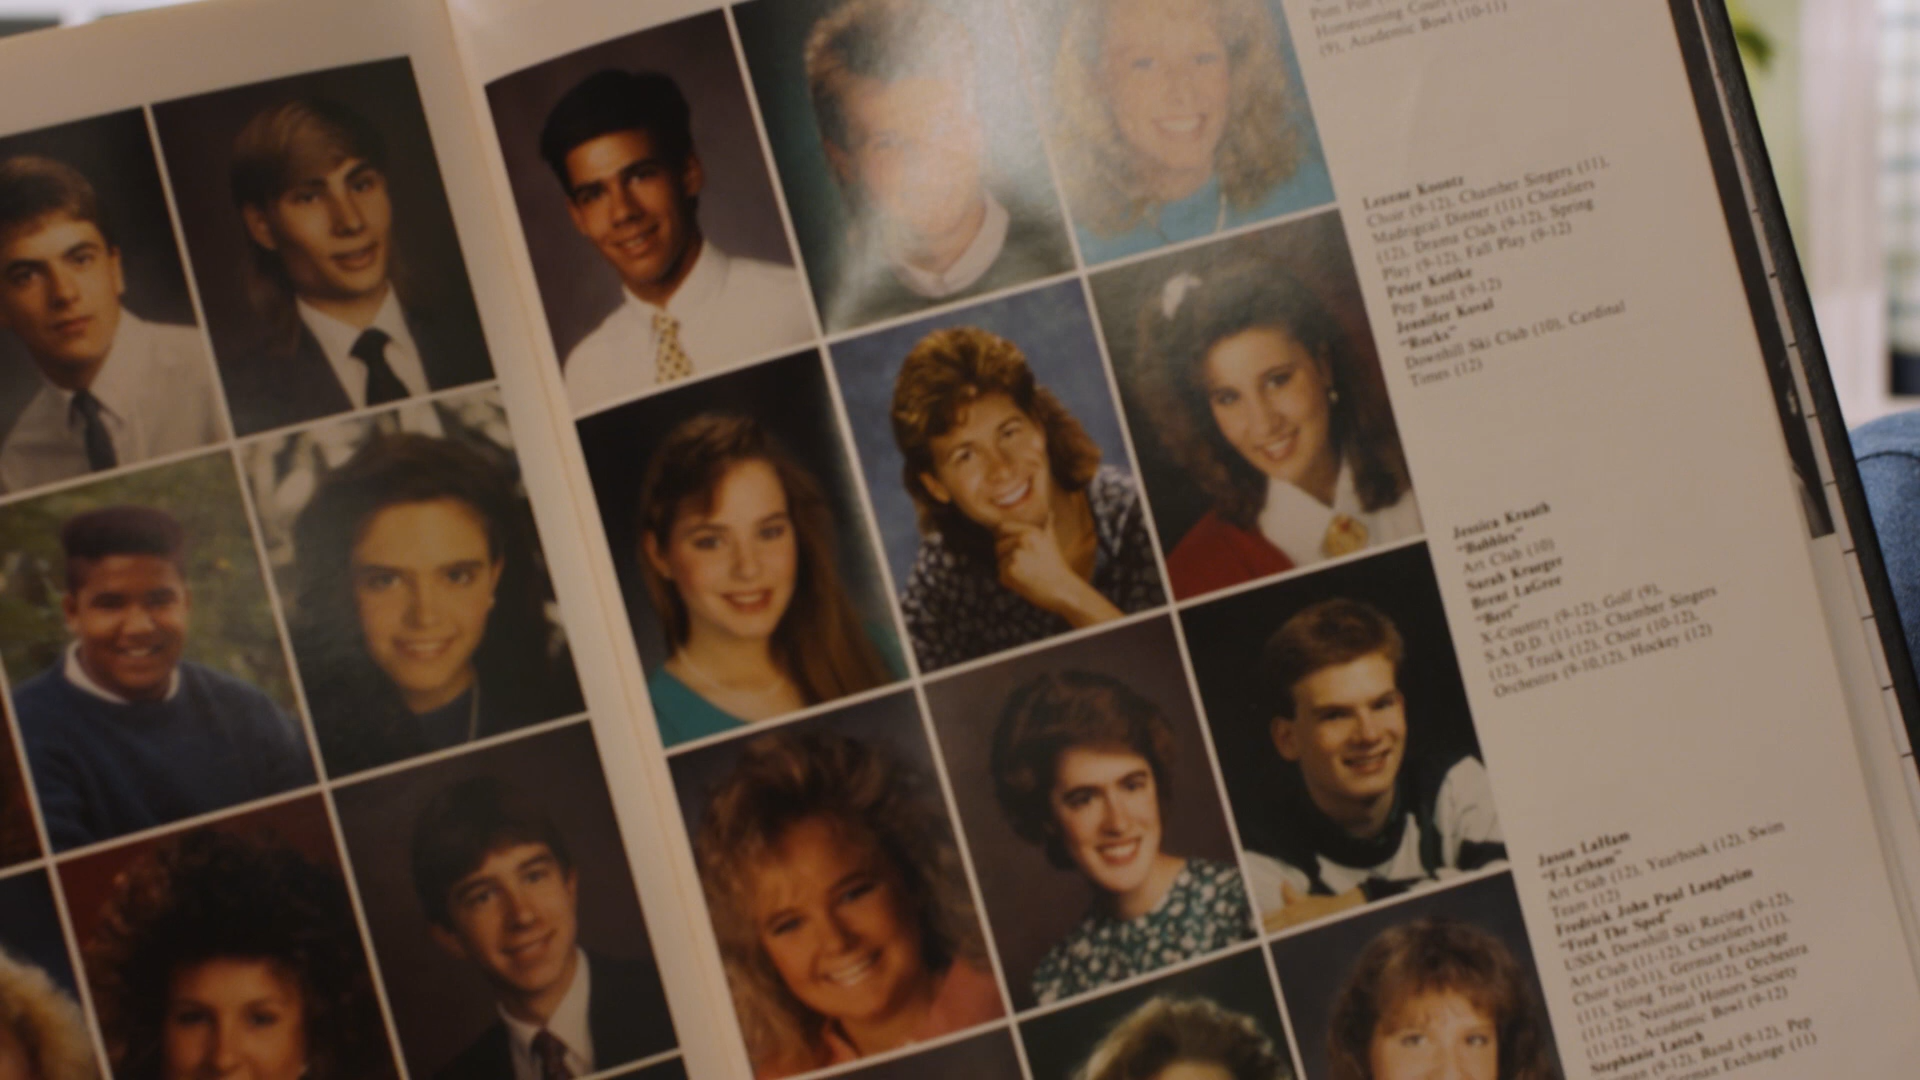 Pom Pon
Homecoming Court
(9), Academic Bowl (10-11)
Leanne Koontz
Choir (9-12), Chamber Singers (11),
Madrigal Dinner (11) Choraliers
(12), Drama Club (9-12), Spring
Play (9-12), Fall Play (9-12)
Peter Kottke
Pep Band (9-12)
Jennifer Koval
"Rocks"
Downhill Ski Club (10), Cardinal
Times (12)
Jessica Krauth
"Bubbles"
Art Club (10)
Sarah Krueger
Brent LaGree
"Bert"
X-Country (9-12), Golf (9),
S.A.D.D. (11-12), Chamber Singers
(12), Track (12), Choir (10-12),
Orchestra (9-10,12), Hockey (12)
Jason LaHam
"F-Latham"
Art Club (12), Yearbook (12), Swim
Team (12)
Fredrick John Paul Langheim
"Fred The Sped"
USSA Downhill Ski Racing (9-12),
Art Club (11-12), Choraliers (11),
Choir (10-11), German Exchange
(11), String Trio (11-12), Orchestra
(11-12), National Honors Society
(11-12), Academic Bowl (9-12)
Stephanie Latsch
(9-12), Band (9-12), Pep
German Exchange (11)